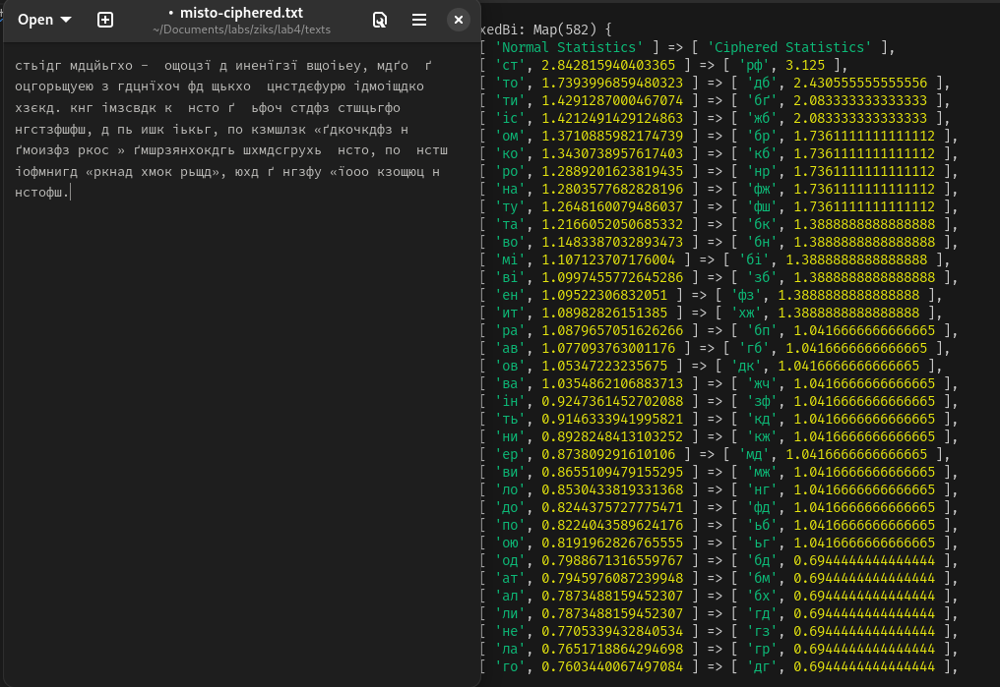 Open
• misto-ciphered.txt
~/Documents/labs/ziks/lab4/texts
стьідг мдцйьгхо – ощоцзї д иненїгзї вщоіьеу, мдґо ґ
оцгорьщуею з гдцніхоч фд щькхо цнстдєфурю ідмоіщдко
хзєкд. кнг імзсвдк к нсто ґ ьфоч стдфз стшцьгфо
нгстзфшфш, д пь ишк іькьг, по кзмшлзк «ґдкочкдфз н
ґмоизфз ркос » ґмшрзянхокдгь шхмдсгрухь нсто, по нстш
іофмнигд «ркнад хмок рьщд», юхд ґ нгзфу «їооо кзощюц н
нстофш.
xedBi: Map(582) {
[ 'Normal Statistics' ] => [ 'Ciphered Statistics' ],
[ 'ст', 2.842815940403365 ] => [ 'рф', 3.125 ],
[ 'то', 1.7393996859480323 ] => [ 'дб', 2.430555555555556 ],
[ 'ти', 1.4291287000467074 ] => [ 'бґ', 2.083333333333333 ],
[ 'іс', 1.4212491429124863 ] => [ 'жб', 2.083333333333333 ],
[ 'ом', 1.3710885982174739 ] => [ 'бр', 1.7361111111111112 ],
[ 'ко', 1.3430738957617403 ] => [ 'кб', 1.7361111111111112 ],
[ 'ро', 1.2889201623819435 ] => [ 'нр', 1.7361111111111112 ],
[ 'на', 1.2803577682828196 ] => [ 'фж', 1.7361111111111112 ],
[ 'ту', 1.2648160079486037 ] => [ 'фш', 1.7361111111111112 ],
[ 'та', 1.2166052050685332 ] => [ 'бк', 1.3888888888888888 ],
[ 'во', 1.1483387032893473 ] => [ 'бн', 1.3888888888888888 ],
[ 'мі', 1.107123707176004 ] => [ 'бі', 1.3888888888888888 ],
[ 'ві', 1.0997455772645286 ] => [ 'зб', 1.3888888888888888 ],
[ 'ен', 1.09522306832051 ] => [ 'фз', 1.3888888888888888 ],
[ 'ит', 1.08982826151385 ] => [ 'хж', 1.3888888888888888 ],
[ 'ра', 1.0879657051626266 ] => [ 'бп', 1.0416666666666665 ],
[ 'ав', 1.077093763001176 ] => [ 'гб', 1.0416666666666665 ],
[ 'ов', 1.05347223235675 ] => [ 'дк', 1.0416666666666665 ],
[ 'ва', 1.0354862106883713 ] => [ 'жч', 1.0416666666666665 ],
[ 'ін', 0.9247361452702088 ] => [ 'зф', 1.0416666666666665 ],
[ 'ть', 0.9146333941995821 ] => [ 'кд', 1.0416666666666665 ],
[ 'ни', 0.8928248413103252 ] => [ 'кж', 1.0416666666666665 ],
[ 'ер', 0.873809291610106 ] => [ 'мд', 1.0416666666666665 ],
[ 'ви', 0.8655109479155295 ] => [ 'мж', 1.0416666666666665 ],
[ 'ло', 0.8530433819331368 ] => [ 'нг', 1.0416666666666665 ],
[ 'до', 0.8244375727775471 ] => [ 'фд', 1.0416666666666665 ],
[ 'по', 0.8224043589624176 ] => [ 'ьб', 1.0416666666666665 ],
[ 'ою', 0.8191962826765555 ] => [ 'ьг', 1.0416666666666665 ],
[ 'од', 0.7988671316559767 ] => [ 'бд', 0.6944444444444444 ],
[ 'ат', 0.7945976087239948 ] => [ 'бм', 0.6944444444444444 ],
[ 'ал', 0.7873488159452307 ] => [ 'бх', 0.6944444444444444 ],
[ 'ли', 0.7873488159452307 ] => [ 'гд', 0.6944444444444444 ],
[ 'не', 0.7705339432840534 ] => [ 'гз', 0.6944444444444444 ],
[ 'ла', 0.7651718864294698 ] => [ 'гр', 0.6944444444444444 ],
[ 'го', 0.7603440067497084 ] => [ 'дг', 0.6944444444444444 ],